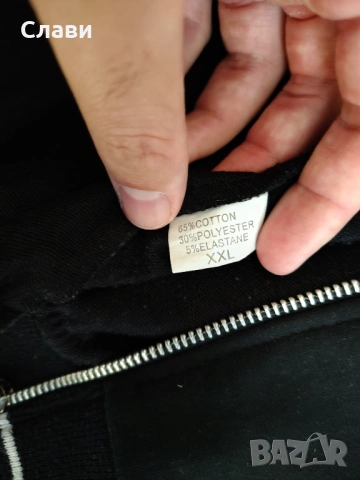 Слави
65%COTTON
30%POLYESTER
5%ELASTANE
XXL
BAZAR